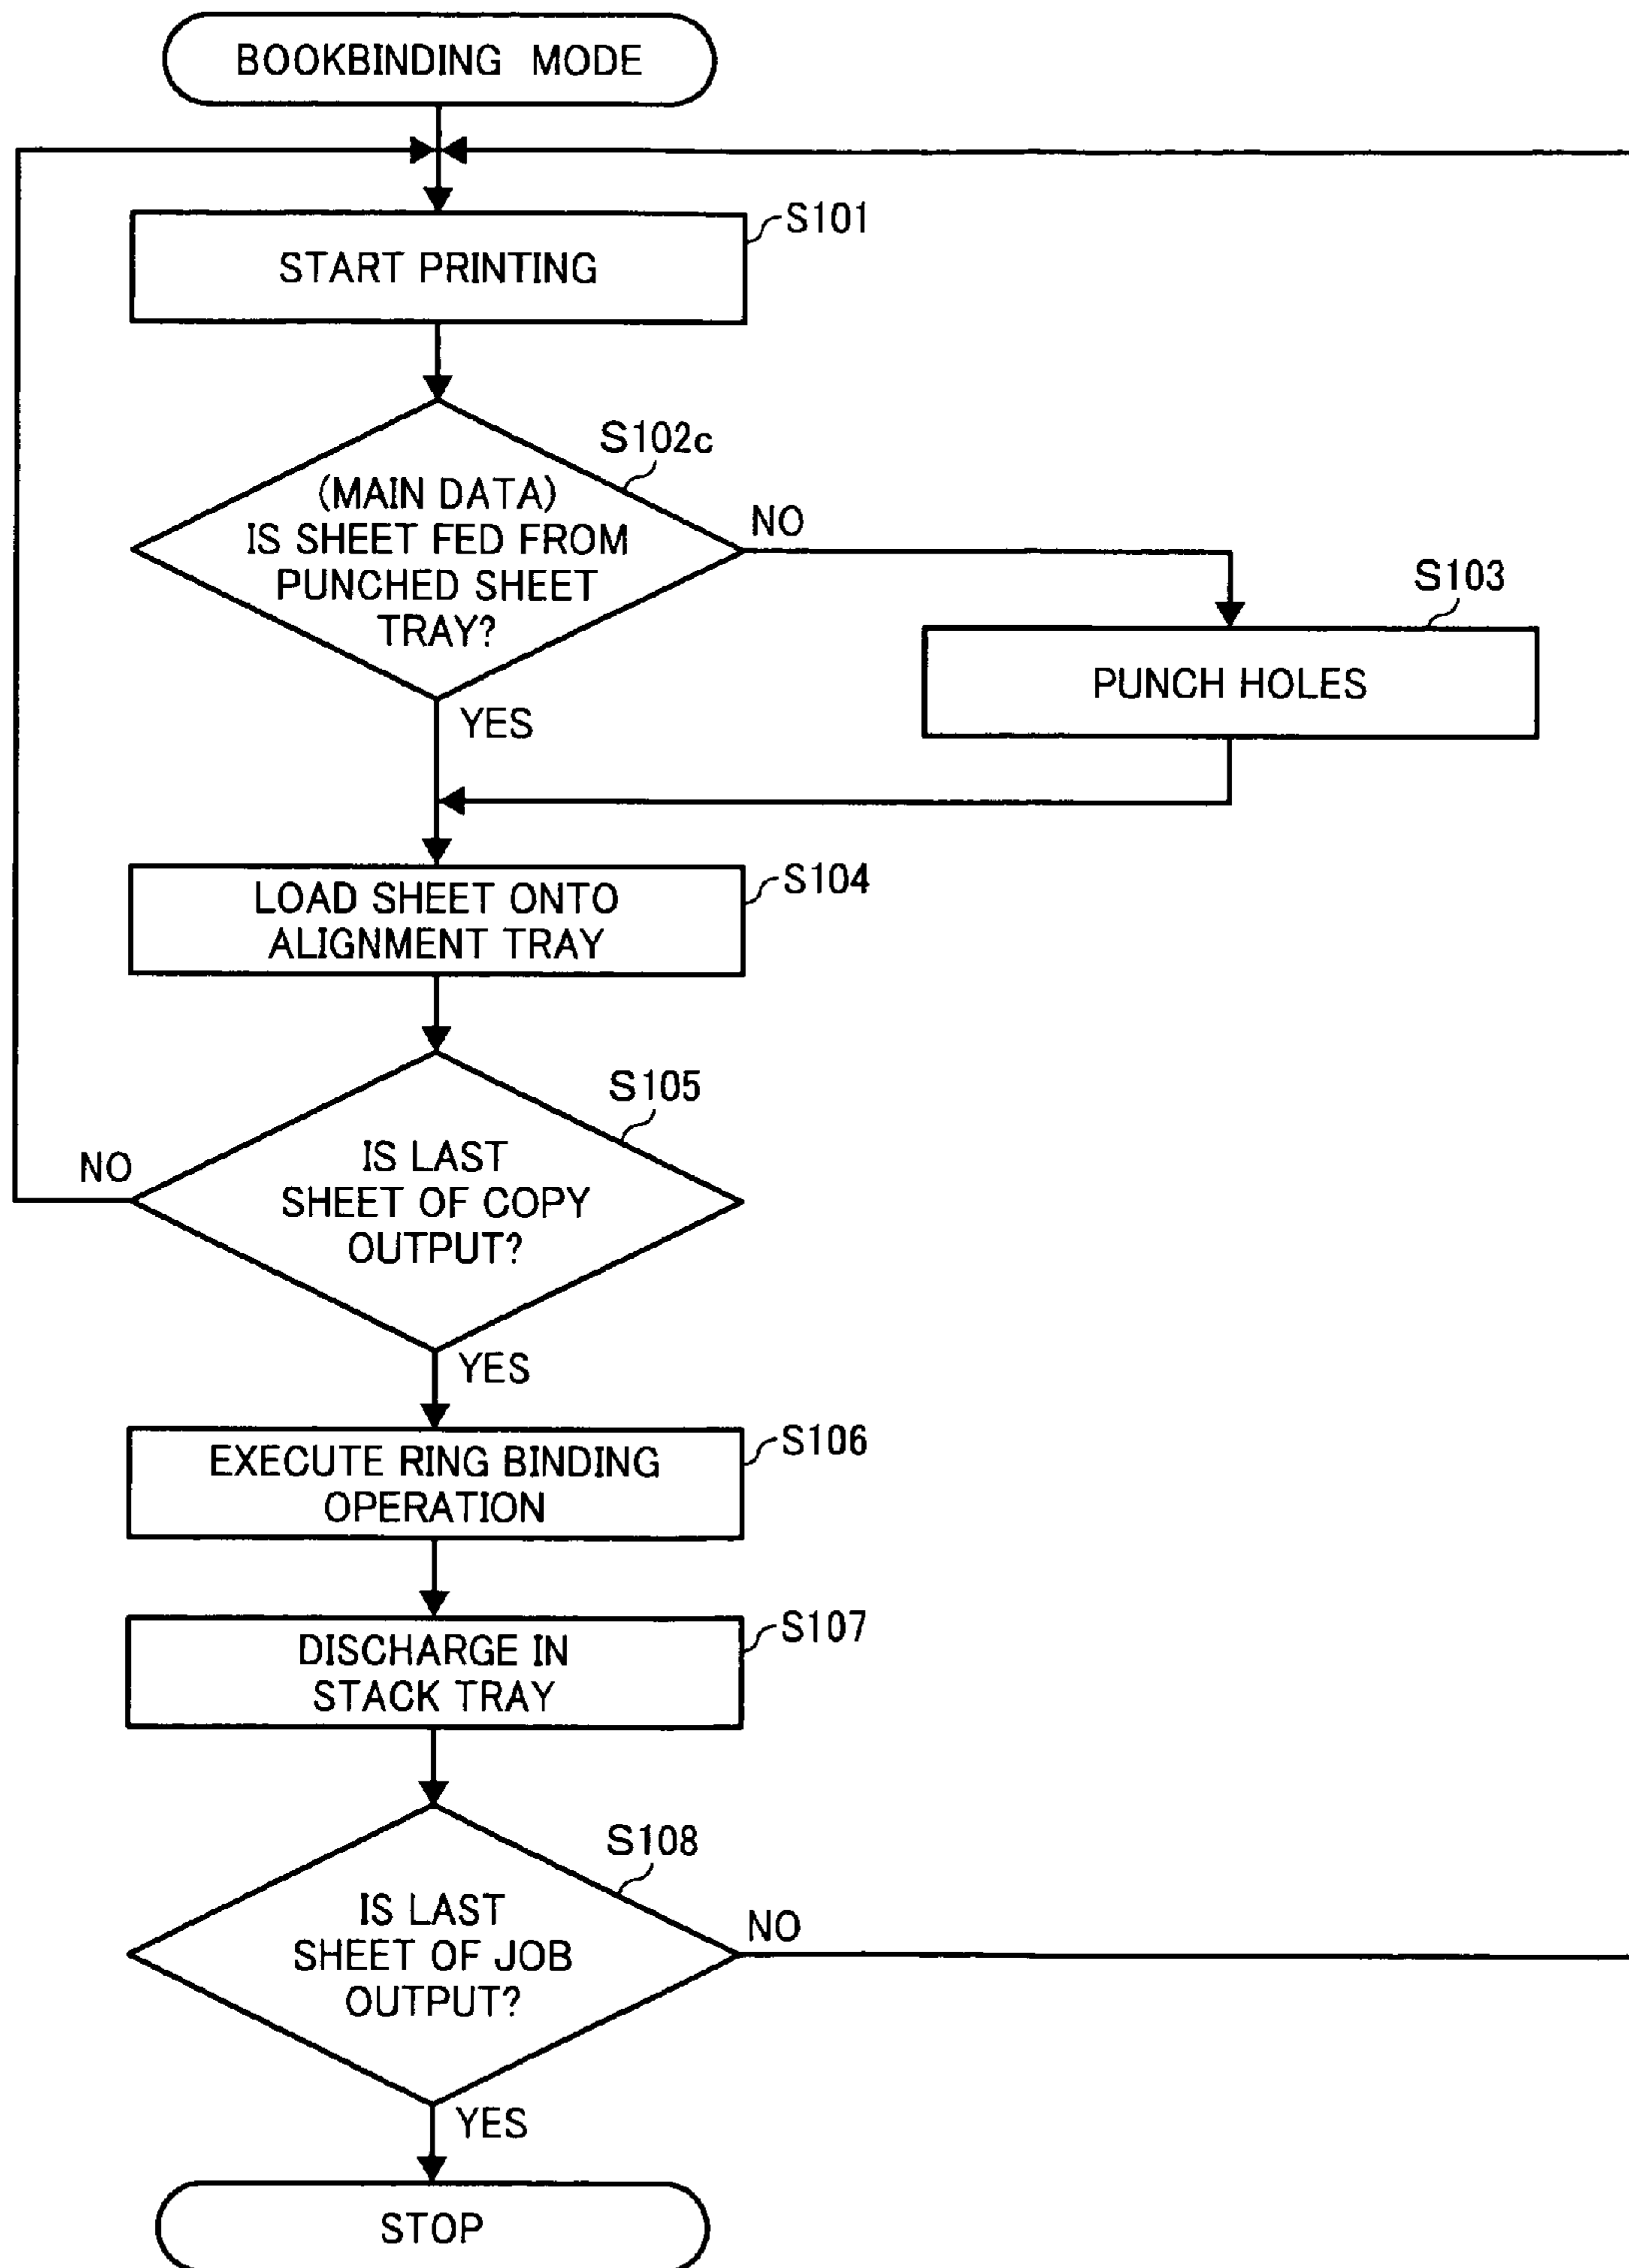 BOOKBINDING MODE
S101
START PRINTING
S102c
(MAIN DATA)
IS SHEET FED FROM
PUNCHED SHEET
TRAY?
NO
S103
PUNCH HOLES
YES
S104
LOAD SHEET ONTO
ALIGNMENT TRAY
S105
IS LAST
SHEET OF COPY
OUTPUT?
NO
YES
S106
EXECUTE RING BINDING
OPERATION
S107
DISCHARGE IN
STACK TRAY
S108
IS LAST
SHEET OF JOB
OUTPUT?
NO
YES
STOP